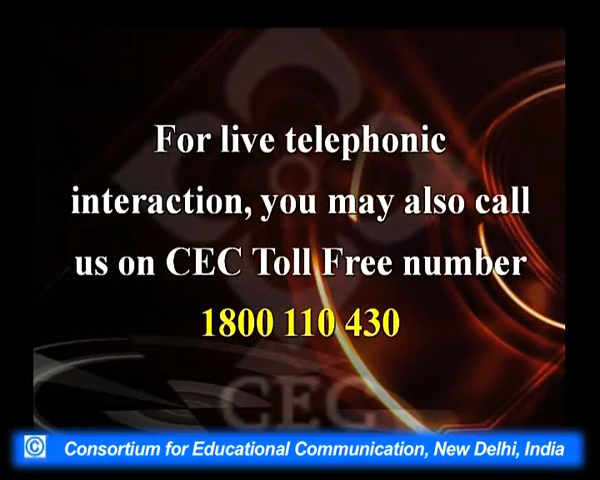 For live telephonic
interaction, you may also call
us on CEC Toll Free number
1800 110 430
CEC
© Consortium for Educational Communication, New Delhi, India